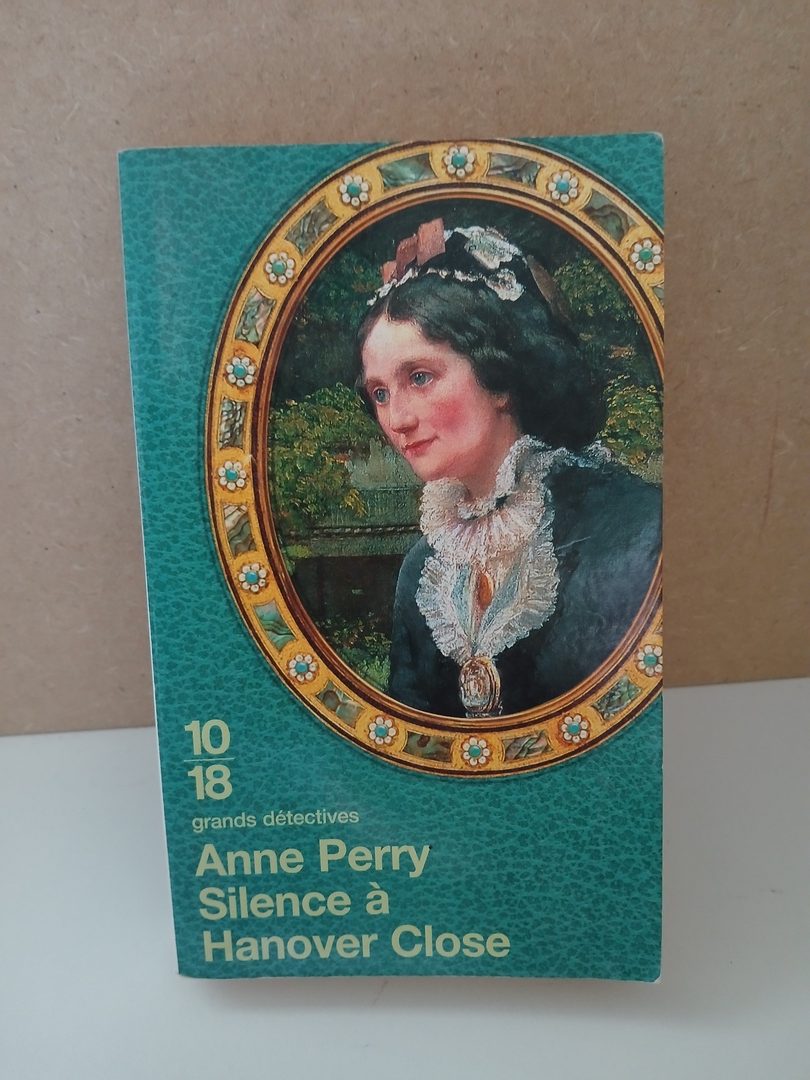 10
18
grands détectives
Anne Perry
Silence à
Hanover Close